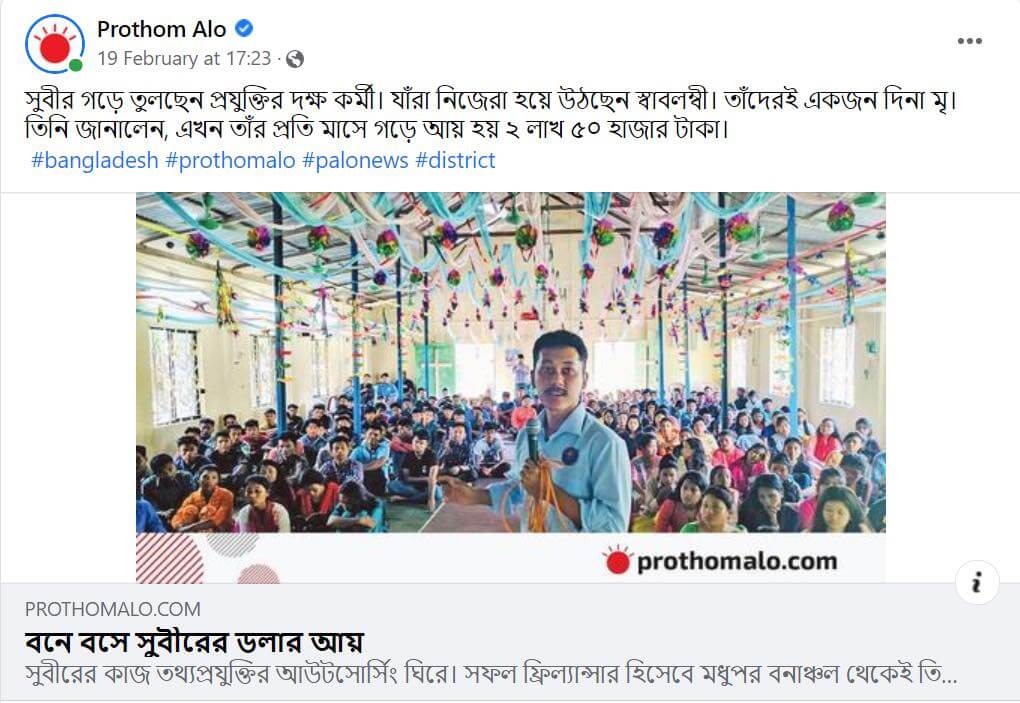 Prothom Alo
19 February at 17:23 ·
সুবীর গড়ে তুলছেন প্রযুক্তির দক্ষ কর্মী। যাঁরা নিজেরা হয়ে উঠছেন স্বাবলম্বী। তাঁদেরই একজন দিনা মৃ।
তিনি জানালেন, এখন তাঁর প্রতি মাসে গড়ে আয় হয় ২ লাখ ৫০ হাজার টাকা।
#bangladesh #prothomalo #palonews #district
prothomalo.com
PROTHOMALO.COM
বনে বসে সুবীরের ডলার আয়
সুবীরের কাজ তথ্যপ্রযুক্তির আউটসোর্সিং ঘিরে। সফল ফ্রিল্যান্সার হিসেবে মধুপর বনাঞ্চল থেকেই তি...